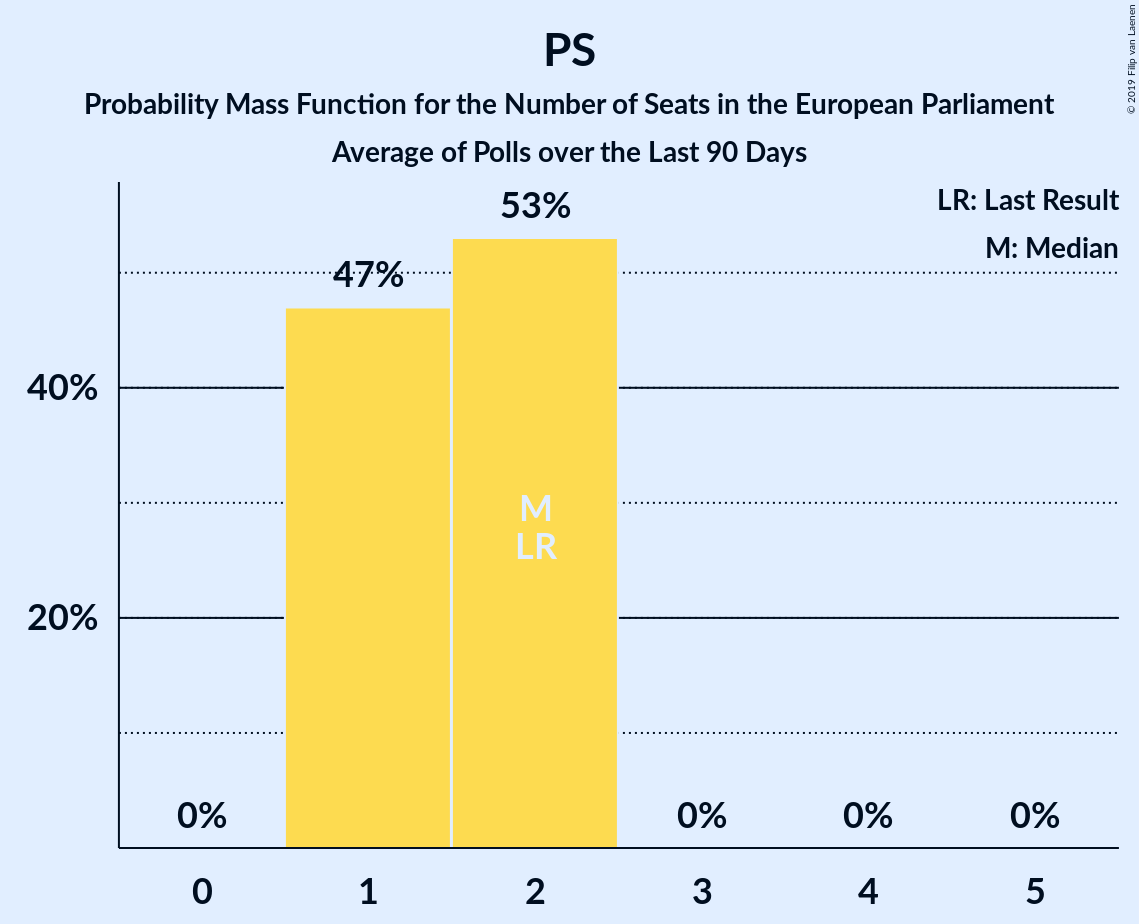 PS
Probability Mass Function for the Number of Seats in the European Parliament
Average of Polls over the Last 90 Days
© 2019 Filip van Laenen
LR: Last Result
M: Median
53%
47%
40%
M
LR
20%
0%
0%
0%
0%
0
1
2
3
4
5